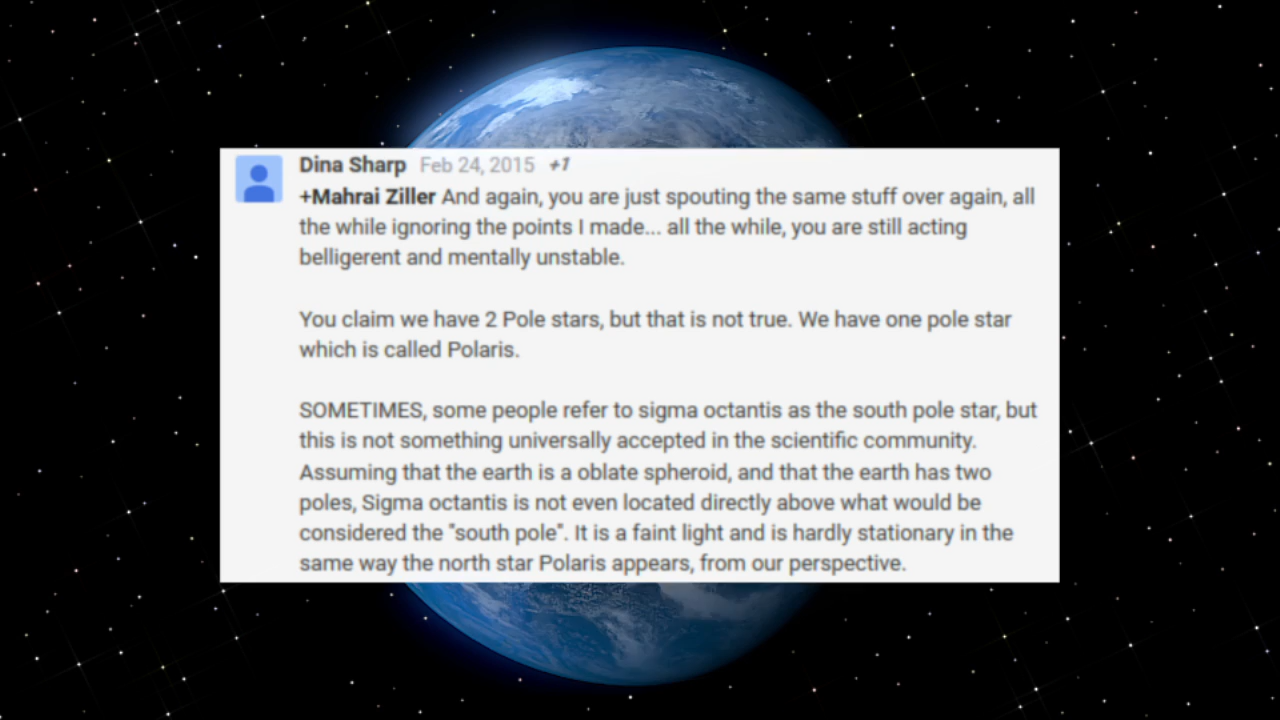 Dina Sharp Feb 24, 2015 +1
+Mahrai Ziller And again, you are just spouting the same stuff over again, all
the while ignoring the points I made... all the while, you are still acting
belligerent and mentally unstable.
You claim we have 2 Pole stars, but that is not true. We have one pole star
which is called Polaris.
SOMETIMES, some people refer to sigma octantis as the south pole star, but
this is not something universally accepted in the scientific community.
Assuming that the earth is a oblate spheroid, and that the earth has two
poles, Sigma octantis is not even located directly above what would be
considered the "south pole". It is a faint light and is hardly stationary in the
same way the north star Polaris appears, from our perspective.